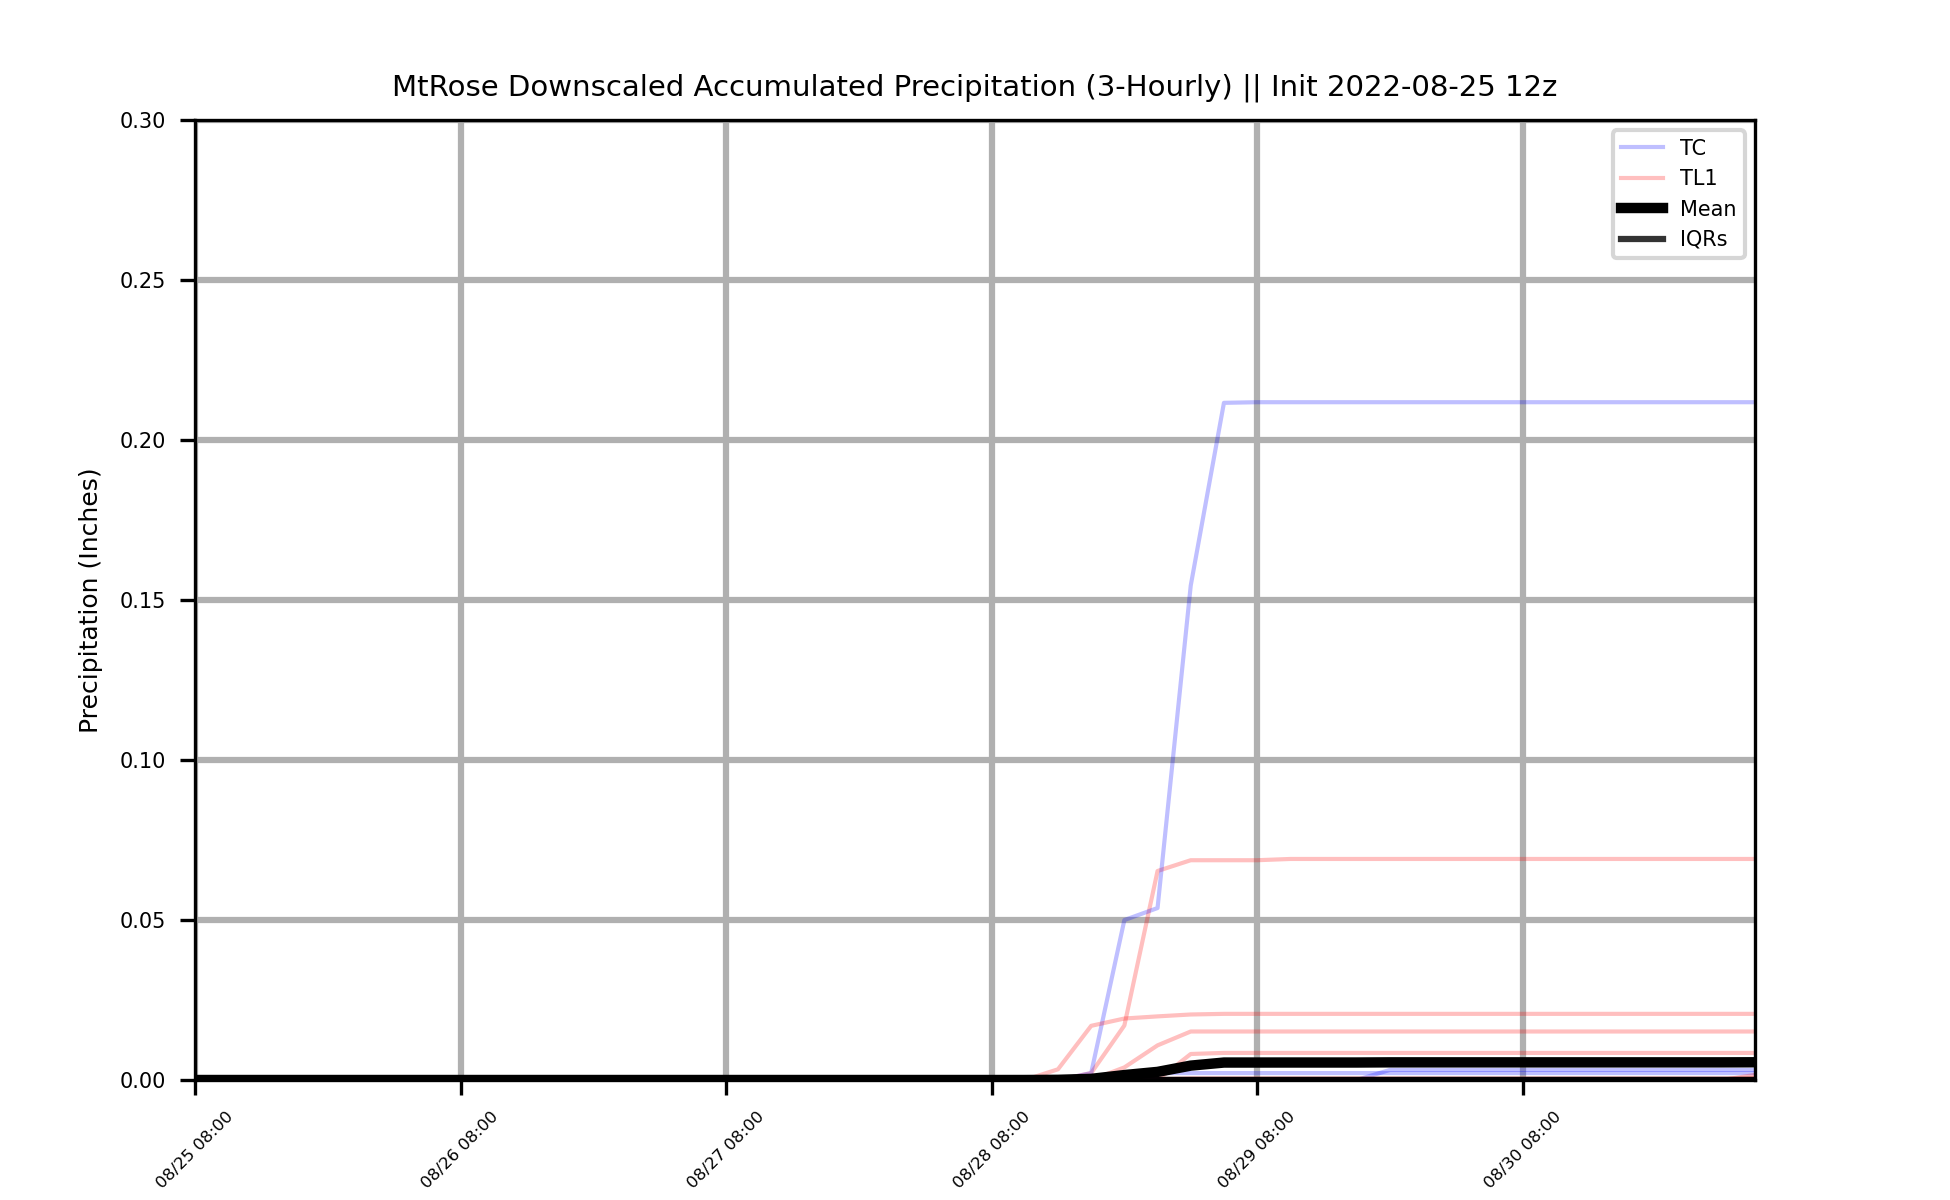 MtRose Downscaled Accumulated Precipitation (3-Hourly) || Init 2022-08-25 12z
TC
TL1
Mean
IQRs
Precipitation (Inches)
0.30
0.25
0.20
0.15
0.10
0.05
0.00
08/25 08:00
08/26 08:00
08/27 08:00
08/28 08:00
08/29 08:00
08/30 08:00